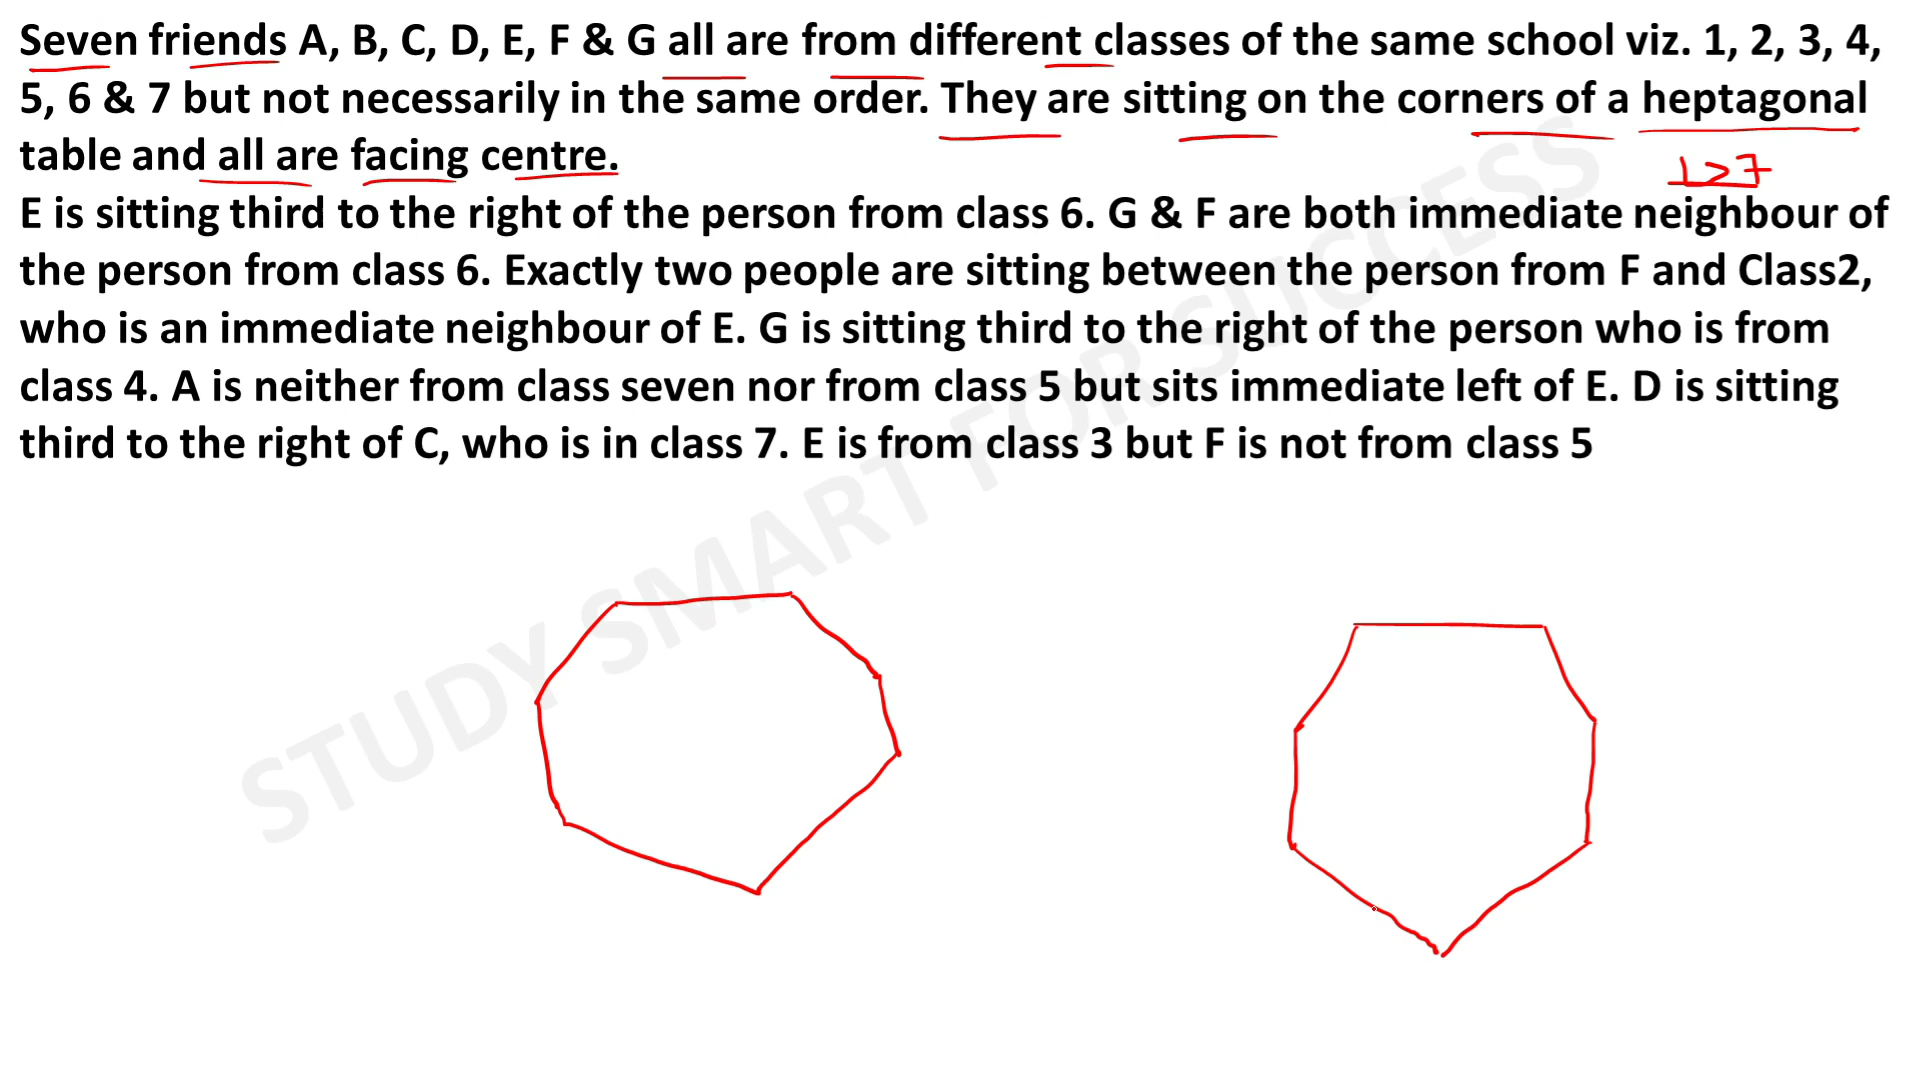 Seven friends A, B, C, D, E, F & G all are from different classes of the same school viz. 1, 2, 3, 4,
5, 6 & 7 but not necessarily in the same order. They are sitting on the corners of a heptagonal
table and all are facing centre.
E is sitting third to the right of the person from class 6. G & F are both immediate neighbour of
the person from class 6. Exactly two people are sitting between the person from F and Class2,
who is an immediate neighbour of E. G is sitting third to the right of the person who is from
class 4. A is neither from class seven nor from class 5 but sits immediate left of E. D is sitting
third to the right of C, who is in class 7. E is from class 3 but F is not from class 5
STUDY SMART FOR SUCCESS